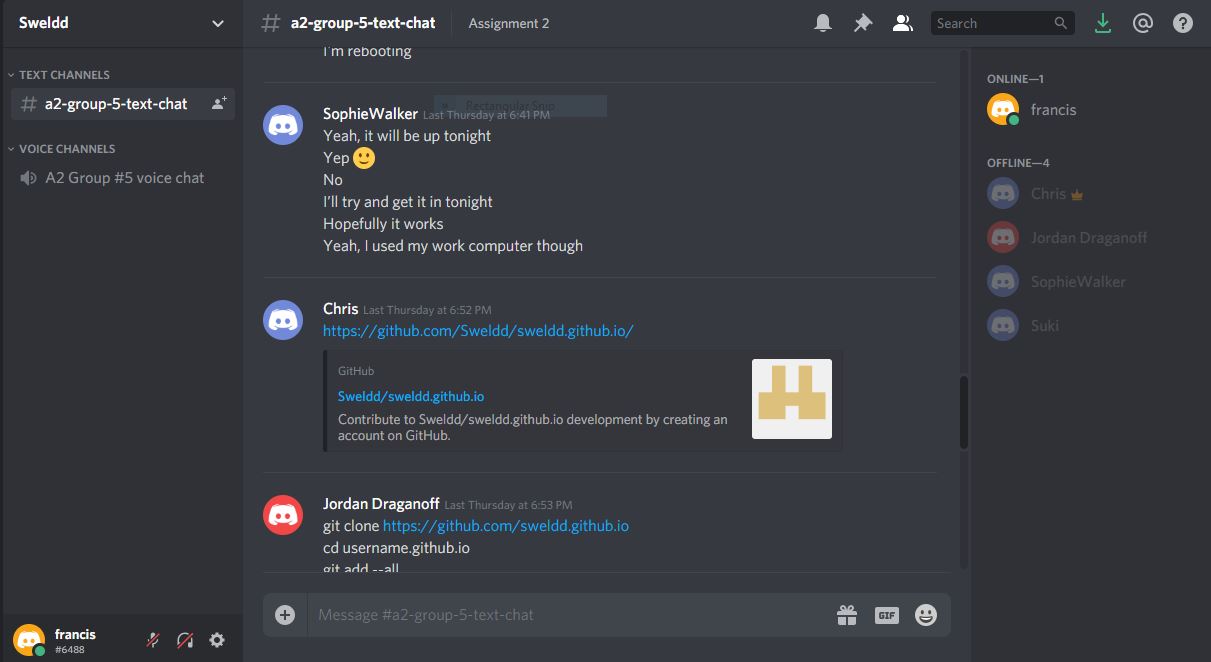 Sweldd
# a2-group-5-text-chat
Assignment 2
Search
TEXT CHANNELS
# a2-group-5-text-chat
VOICE CHANNELS
A2 Group #5 voice chat
francis
#6488
I'm rebooting
Rectangular Snip
SophieWalker Last Thursday at 6:41 PM
Yeah, it will be up tonight
Yep
No
I'll try and get it in tonight
Hopefully it works
Yeah, I used my work computer though
Chris Last Thursday at 6:52 PM
https://github.com/Sweldd/sweldd.github.io/
GitHub
Sweldd/sweldd.github.io
Contribute to Sweldd/sweldd.github.io development by creating an
account on GitHub.
Jordan Draganoff Last Thursday at 6:53 PM
git clone https://github.com/sweldd.github.io
cd username.github.io
git add --all
Message #a2-group-5-text-chat
GIF
ONLINE—1
francis
OFFLINE—4
Chris
Jordan Draganoff
SophieWalker
Suki